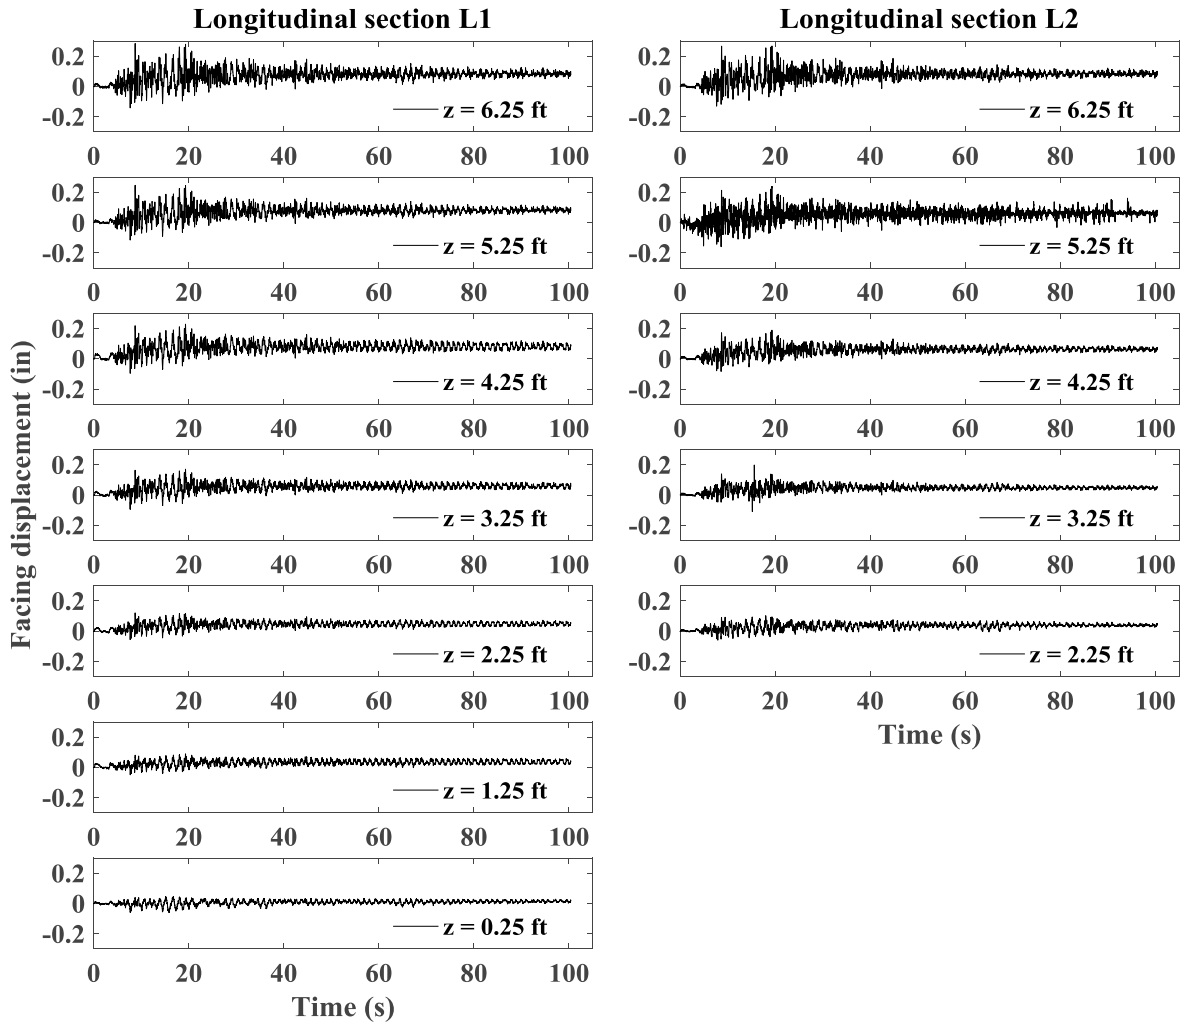 Longitudinal section L1
0.2
0
-0.2
z = 6.25 ft
0 20 40 60 80 100
0.2
0
-0.2
z = 5.25 ft
0 20 40 60 80 100
0.2
0
-0.2
z = 4.25 ft
0 20 40 60 80 100
0.2
0
-0.2
z = 3.25 ft
0 20 40 60 80 100
0.2
0
-0.2
z = 2.25 ft
0 20 40 60 80 100
0.2
0
-0.2
z = 1.25 ft
0 20 40 60 80 100
0.2
0
-0.2
z = 0.25 ft
0 20 40 60 80 100
Time (s)
Facing displacement (in)
Longitudinal section L2
0.2
0
-0.2
z = 6.25 ft
0 20 40 60 80 100
0.2
0
-0.2
z = 5.25 ft
0 20 40 60 80 100
0.2
0
-0.2
z = 4.25 ft
0 20 40 60 80 100
0.2
0
-0.2
z = 3.25 ft
0 20 40 60 80 100
0.2
0
-0.2
z = 2.25 ft
0 20 40 60 80 100
Time (s)